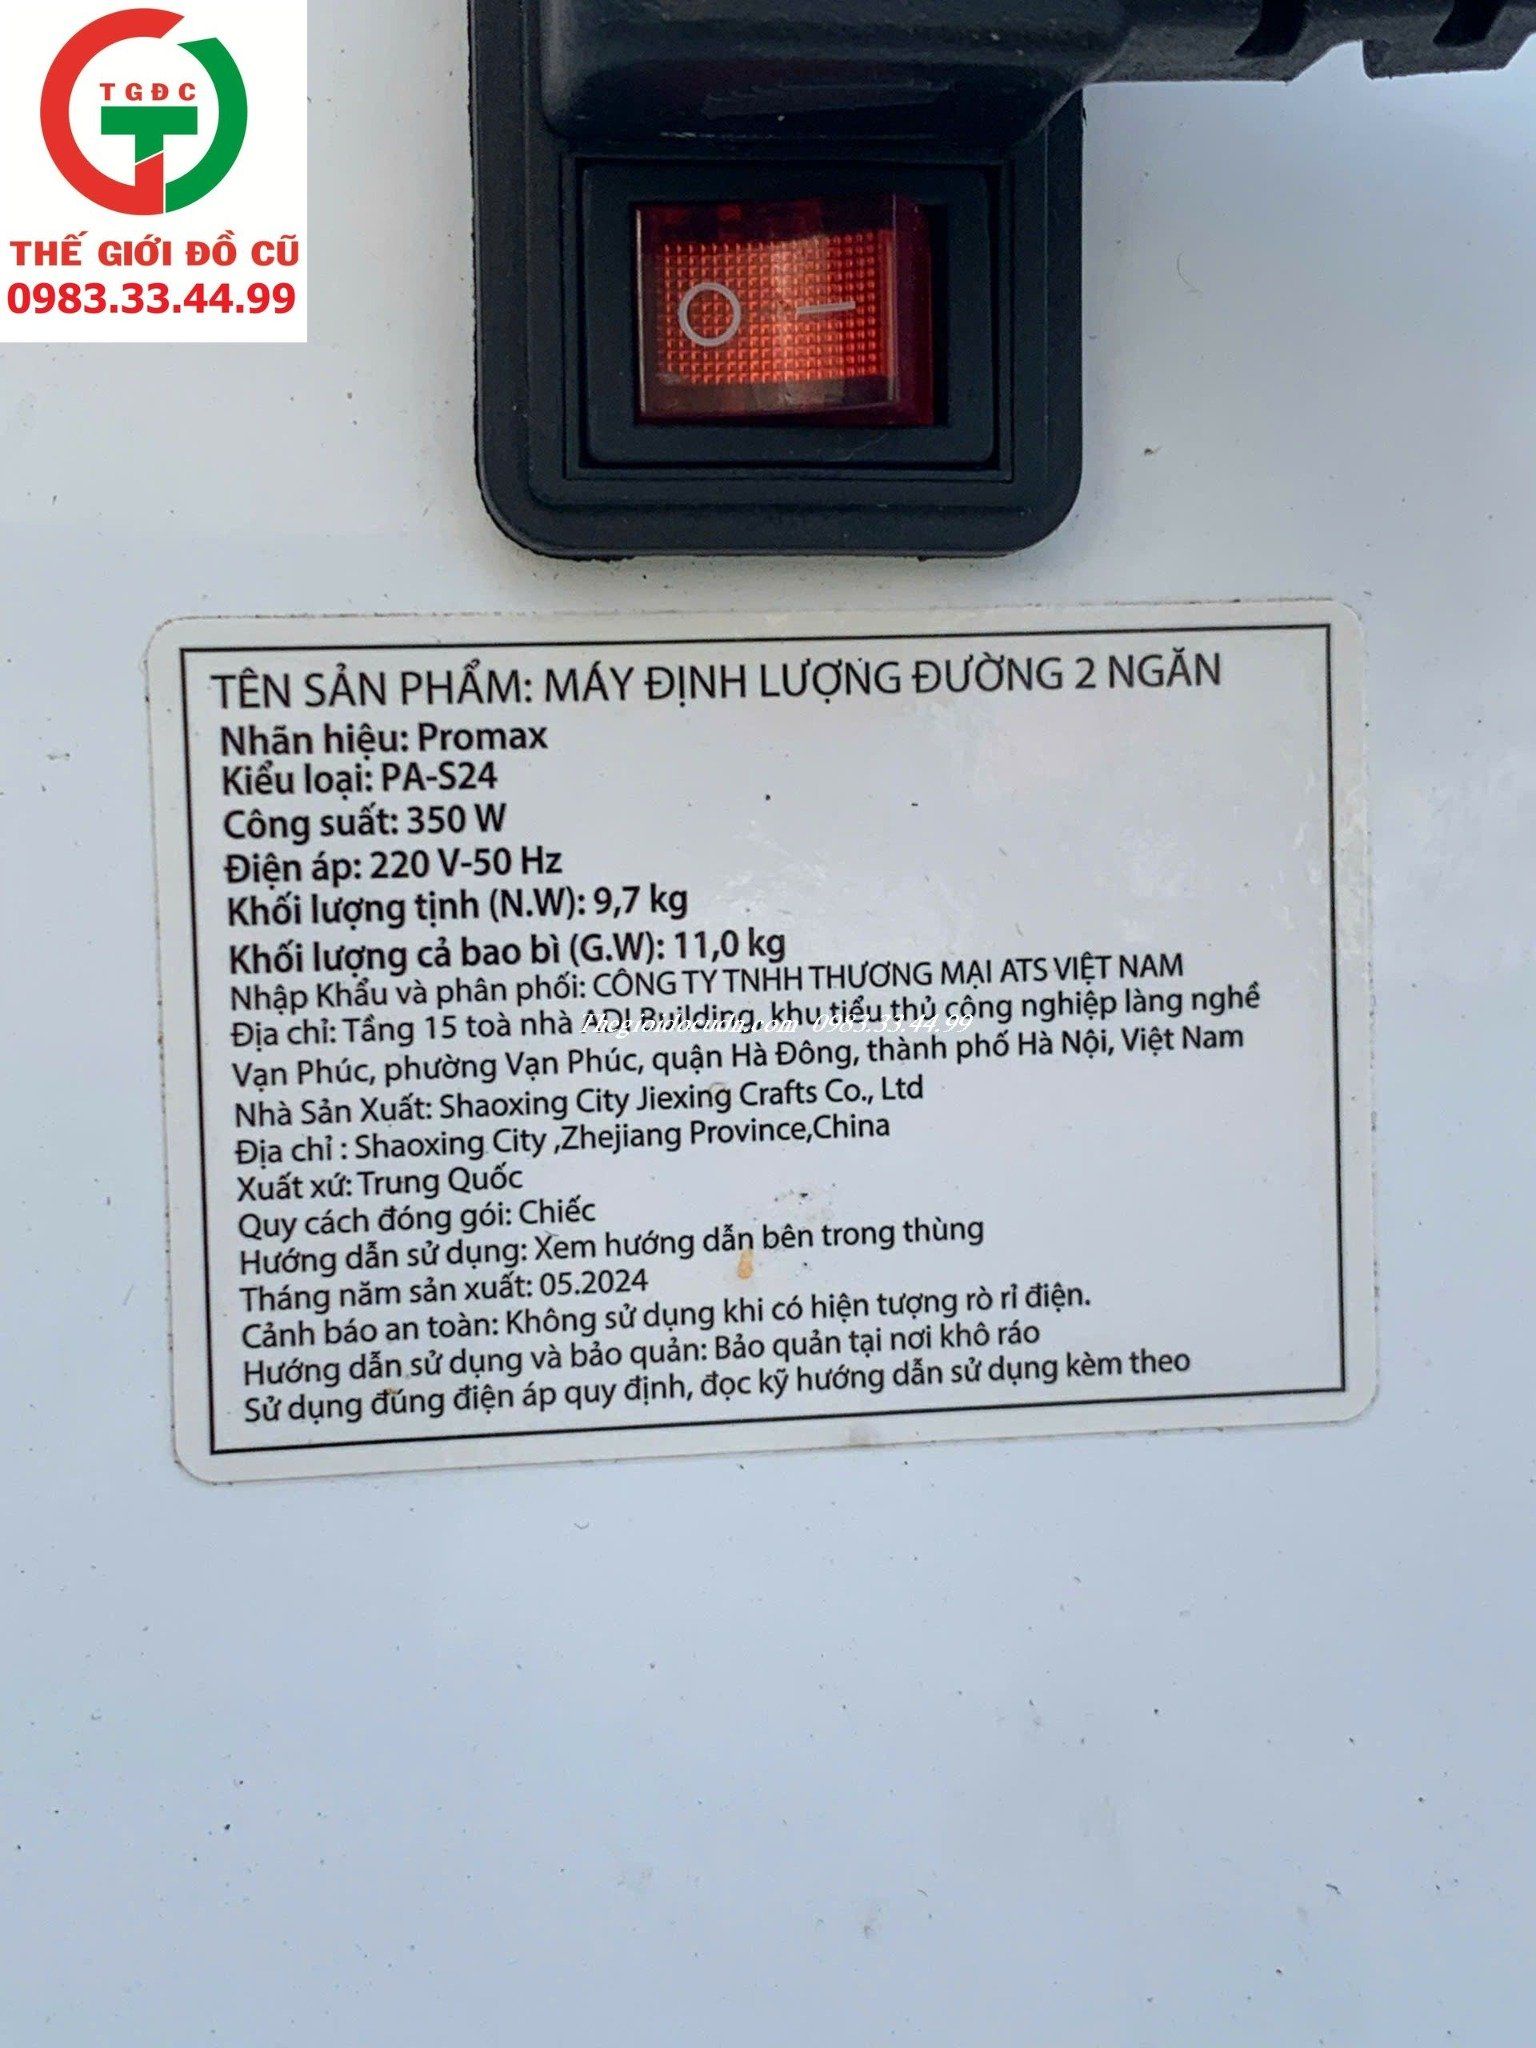 TGĐC
THẾ GIỚI ĐỒ CŨ
0983.33.44.99
TÊN SẢN PHẨM: MÁY ĐỊNH LƯỢNG ĐƯỜNG 2 NGĂN
Nhãn hiệu: Promax
Kiểu loại: PA-S24
Công suất: 350 W
Điện áp: 220 V-50 Hz
Khối lượng tịnh (N.W): 9,7 kg
Khối lượng cả bao bì (G.W): 11,0 kg
Nhập Khẩu và phân phối: CÔNG TY TNHH THƯƠNG MẠI ATS VIỆT NAM
Địa chỉ: Tầng 15 toà nhà Building, khu tiểu thủ công nghiệp làng nghề
Thegioidocudn.com 0983.33.44.99
Vạn Phúc, phường Vạn Phúc, quận Hà Đông, thành phố Hà Nội, Việt Nam
Nhà Sản Xuất: Shaoxing City Jiexing Crafts Co., Ltd
Địa chỉ : Shaoxing City ,Zhejiang Province,China
Xuất xứ: Trung Quốc
Quy cách đóng gói: Chiếc
Hướng dẫn sử dụng: Xem hướng dẫn bên trong thùng
Tháng năm sản xuất: 05.2024
Cảnh báo an toàn: Không sử dụng khi có hiện tượng rò rỉ điện.
Hướng dẫn sử dụng và bảo quản: Bảo quản tại nơi khô ráo
Sử dụng đúng điện áp quy định, đọc kỹ hướng dẫn sử dụng kèm theo